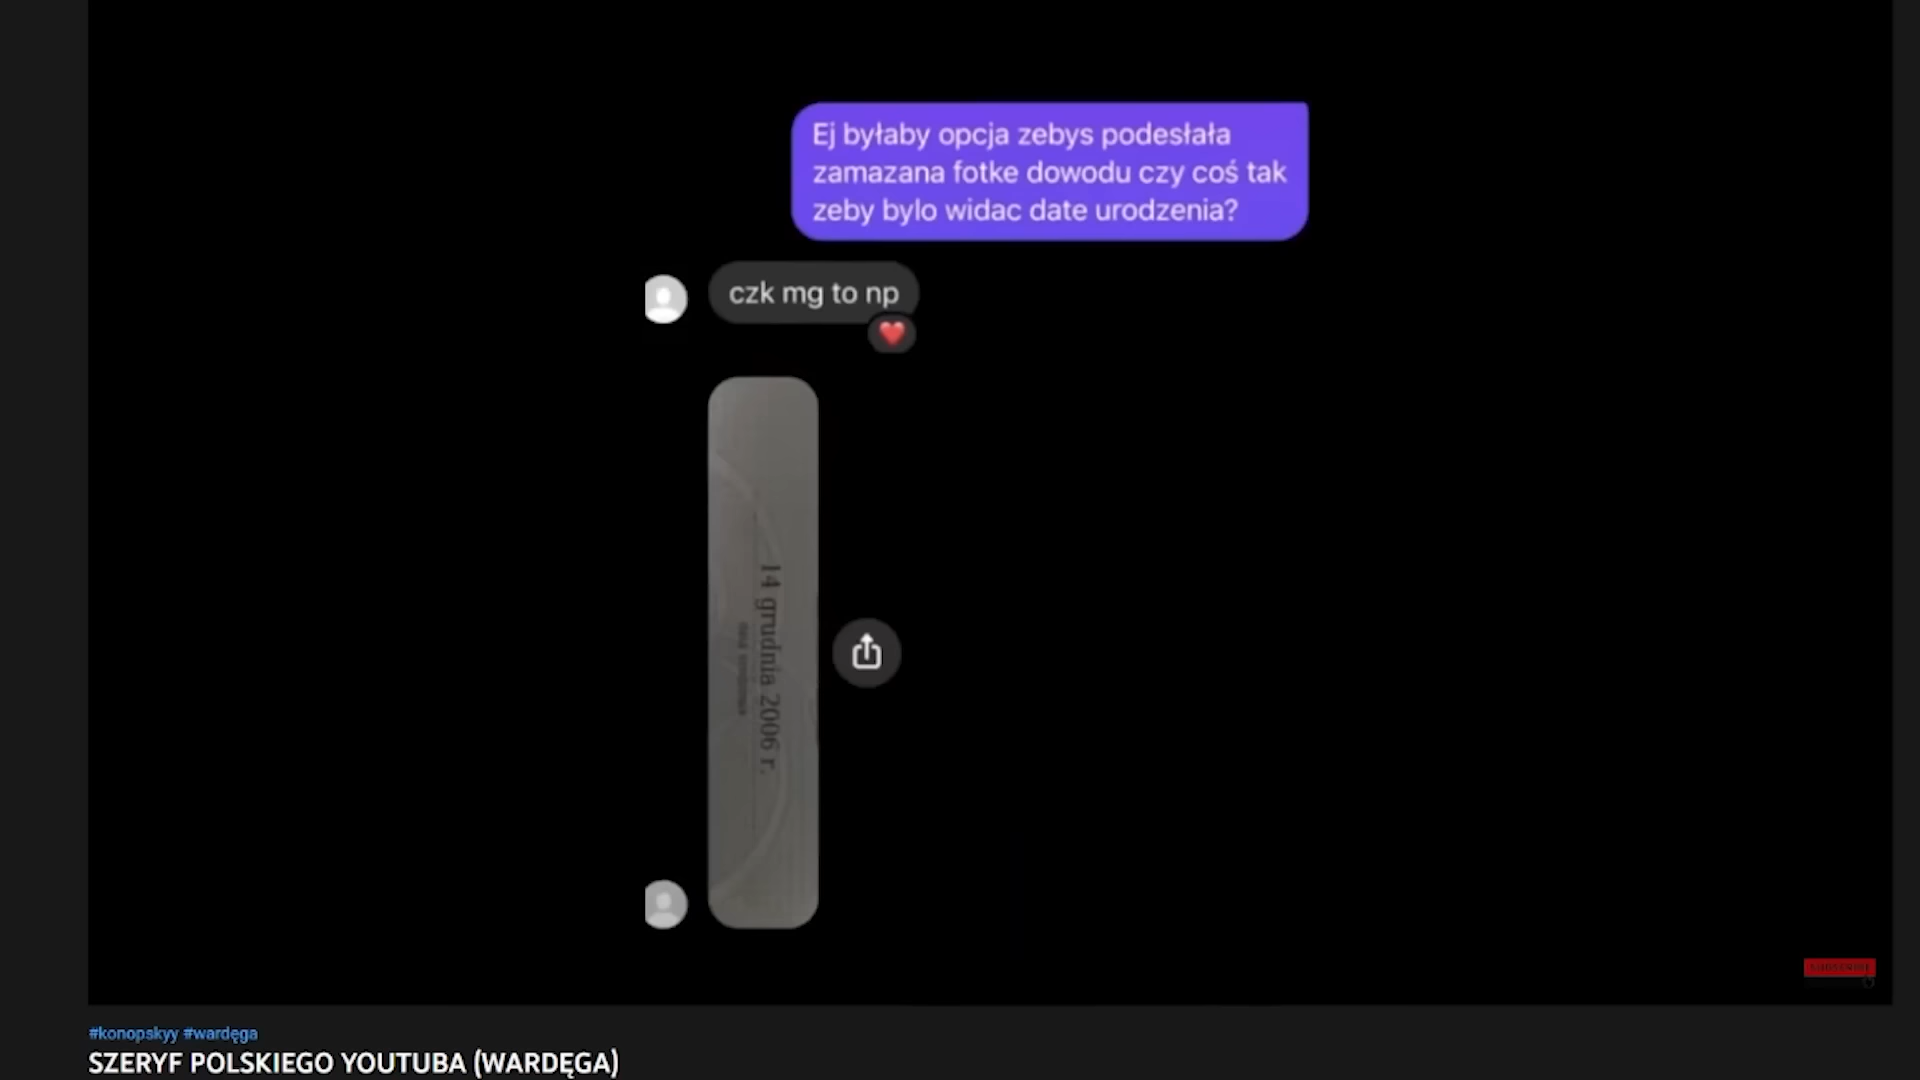 Ej byłaby opcja zebys podesłała
zamazana fotke dowodu czy coś tak
zeby bylo widac date urodzenia?
czk mg to np
14 grudnia 2006 r.
SUBSCRIBE
#konopskyy #wardęga
SZERYF POLSKIEGO YOUTUBA (WARDĘGA)